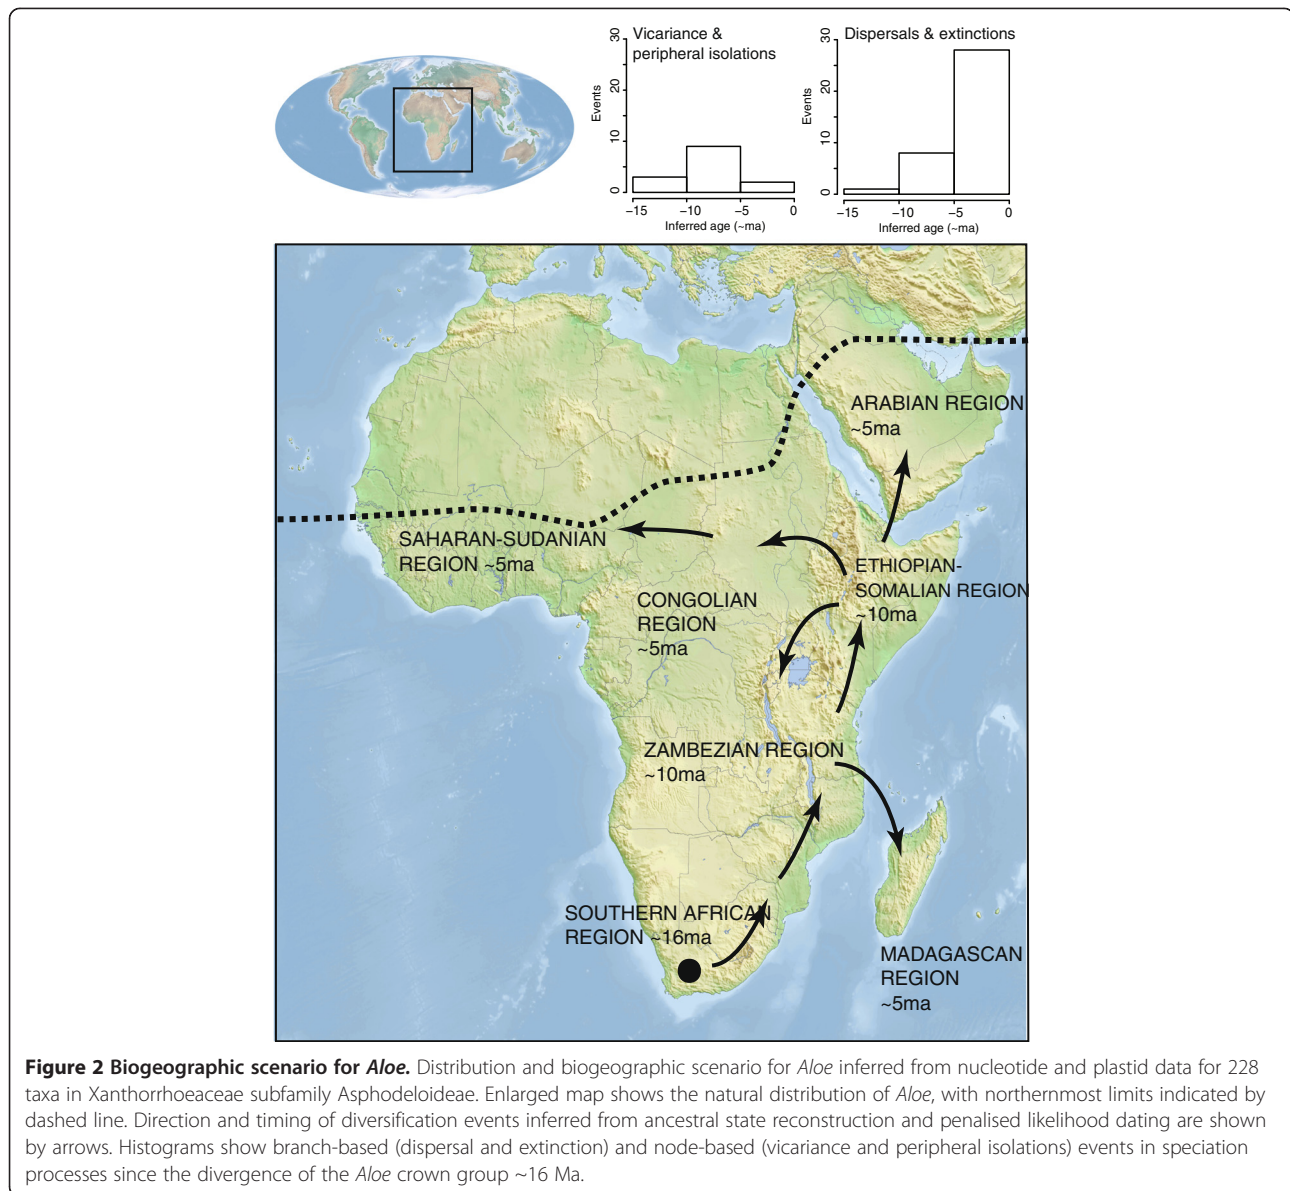 Vicariance &
peripheral isolations
Events
0
10
20
30
−15
−10
−5
0
Inferred age (~ma)
Dispersals & extinctions
Events
0
10
20
30
−15
−10
−5
0
Inferred age (~ma)
ARABIAN REGION
~5ma
SAHARAN-SUDANIAN
REGION ~5ma
ETHIOPIAN-
SOMALIAN REGION
~10ma
CONGOLIAN
REGION
~5ma
ZAMBEZIAN REGION
~10ma
SOUTHERN AFRICAN
REGION ~16ma
MADAGASCAN
REGION
~5ma
Figure 2 Biogeographic scenario for Aloe. Distribution and biogeographic scenario for Aloe inferred from nucleotide and plastid data for 228
taxa in Xanthorrhoeaceae subfamily Asphodeloideae. Enlarged map shows the natural distribution of Aloe, with northernmost limits indicated by
dashed line. Direction and timing of diversification events inferred from ancestral state reconstruction and penalised likelihood dating are shown
by arrows. Histograms show branch-based (dispersal and extinction) and node-based (vicariance and peripheral isolations) events in speciation
processes since the divergence of the Aloe crown group ~16 Ma.